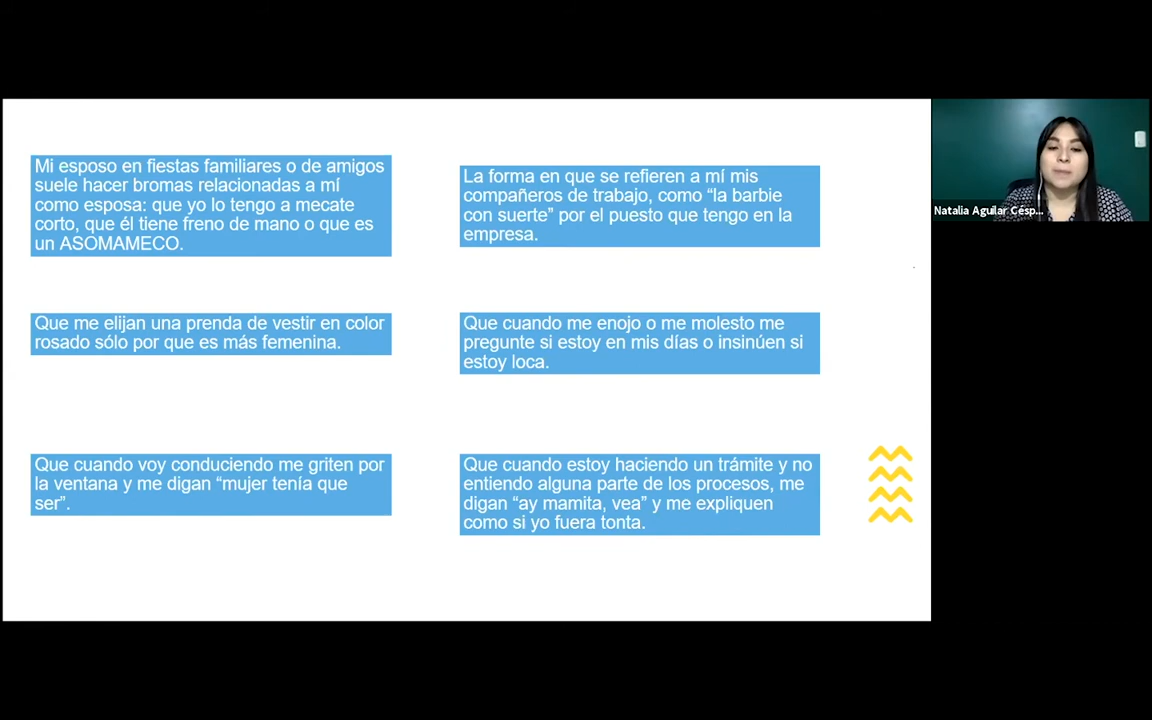 Mi esposo en fiestas familiares o de amigos
suele hacer bromas relacionadas a mí
como esposa: que yo lo tengo a mecate
corto, que él tiene freno de mano o que es
un ASOMAMECO.
La forma en que se refieren a mí mis
compañeros de trabajo, como “la barbie
con suerte” por el puesto que tengo en la
empresa.
Que me elijan una prenda de vestir en color
rosado sólo por que es más femenina.
Que cuando me enojo o me molesto me
pregunte si estoy en mis días o insinúen si
estoy loca.
Que cuando voy conduciendo me griten por
la ventana y me digan “mujer tenía que
ser”.
Que cuando estoy haciendo un trámite y no
entiendo alguna parte de los procesos, me
digan “ay mamita, vea” y me expliquen
como si yo fuera tonta.
Natalia Aguilar Césp...